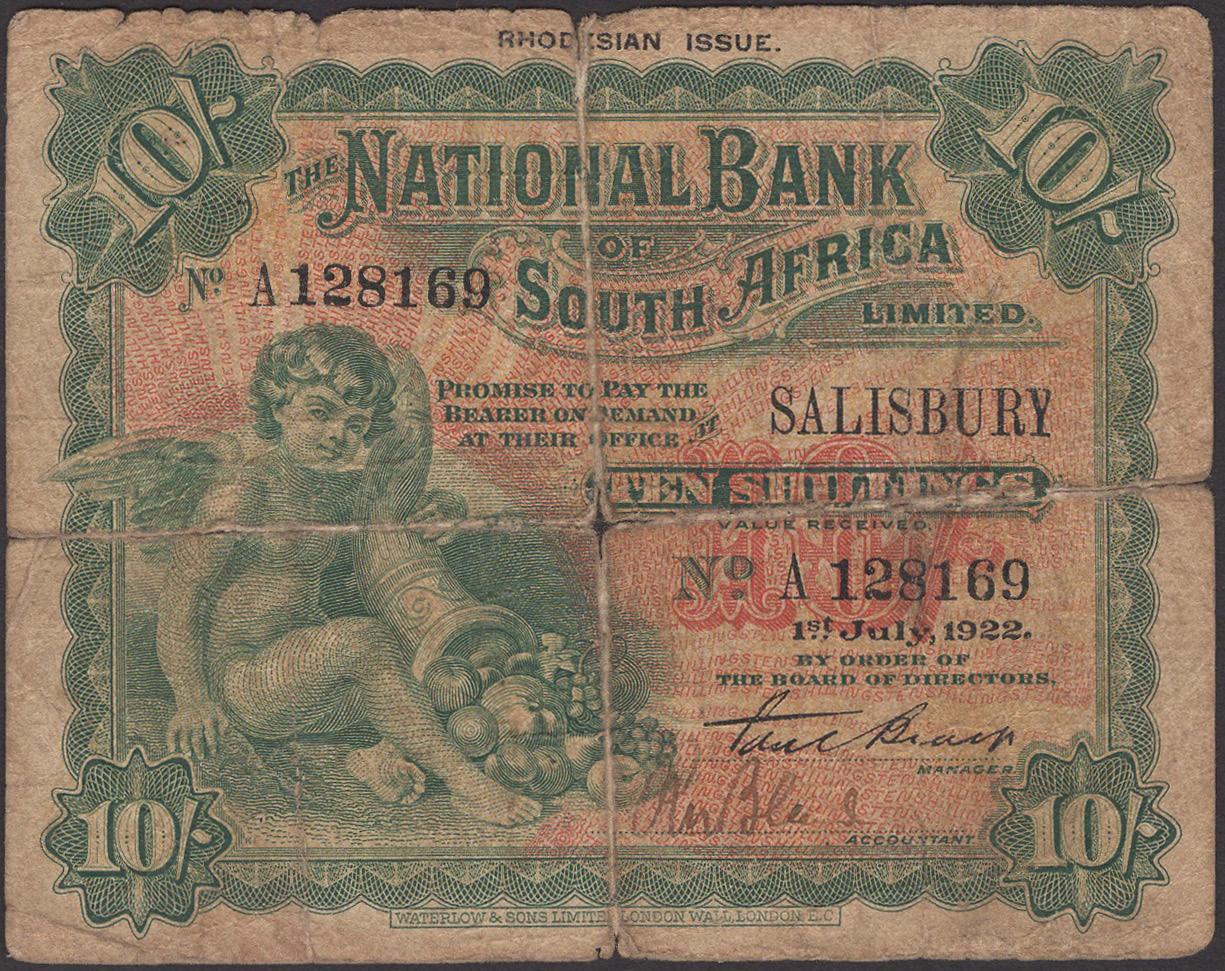 RHODESIAN ISSUE.
10/-
10/-
THE NATIONAL BANK
OF
SOUTH AFRICA
LIMITED.
No. A 128169
PROMISE TO PAY THE
BEARER ON DEMAND
AT THEIR OFFICE AT SALISBURY
10/-
TEN SHILLINGS
VALUE RECEIVED.
No. A 128169
1st July, 1922.
BY ORDER OF
THE BOARD OF DIRECTORS,
MANAGER
ACCOUNTANT
10/-
10/-
WATERLOW & SONS LIMITED LONDON WALL, LONDON. E.C